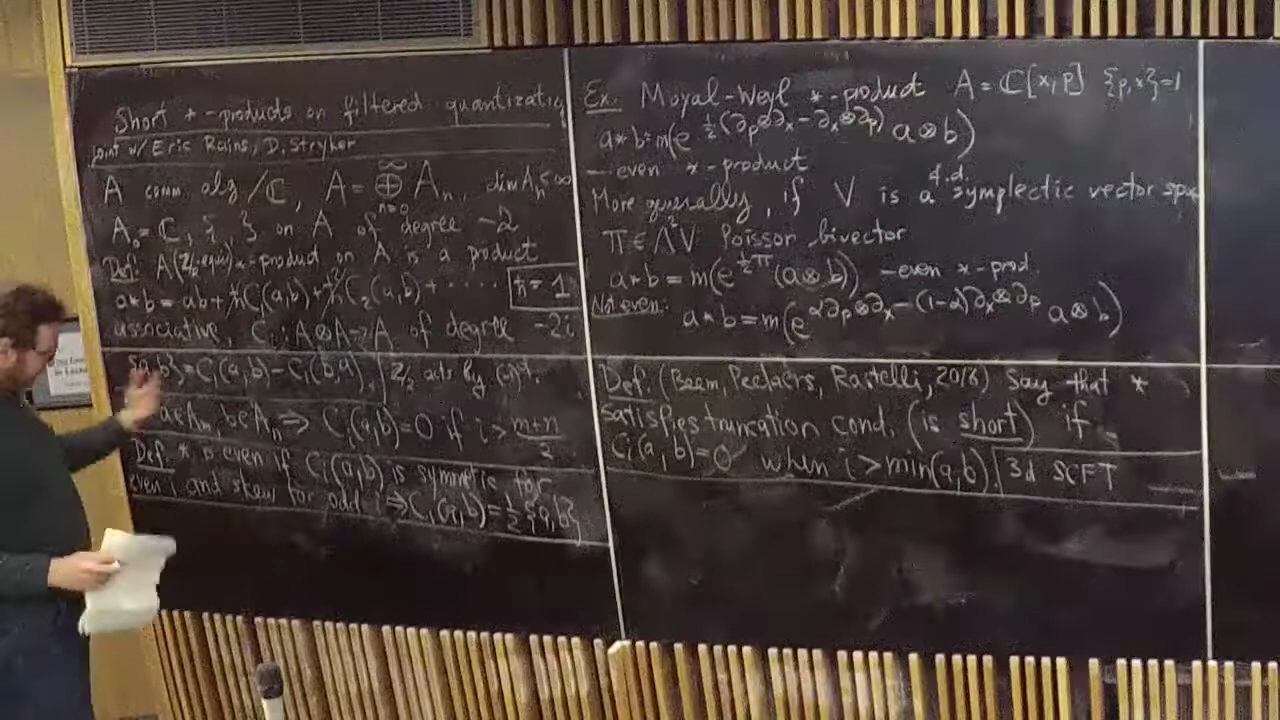 Short * -products on filtered quantizatio
joint w/ Eric Rains, D. Stryker
A comm alg/ℂ, A = ⊕_{n=0}^∞ A_n, dim A_n < ∞
A_0 = ℂ, { , } on A of degree -2
Def: A (ℤ/2-equiv) *-product on A is a product
a*b = ab + ħC_1(a,b) + ħ²C_2(a,b) + ····· ħ = 1
associative, C_i : A⊗A→A of degree -2i
{a,b} = C_1(a,b) - C_1(b,a), ℤ/2 acts by
a∈A_m, b∈A_n ⇒ C_i(a,b) = 0 if i > (m+n)/2
Def: * is even if C_i(a,b) is symmetric for
even i and skew for odd i ⇒ C_1(a,b) = ½{a,b}
Ex: Moyal-Weyl *-product A = ℂ[x,p] {p,x}=1
a*b = m(e^{½(∂_p⊗∂_x - ∂_x⊗∂_p)} a⊗b)
- even *-product
More generally, if V is a f.d. symplectic vector spa
π ∈ Λ²V Poisson bivector
a*b = m(e^{½π}(a⊗b)) - even *-prod.
Not even: a*b = m(e^{α∂_p⊗∂_x - (1-α)∂_x⊗∂_p} a⊗b)
Def: (Beem, Peelaers, Rastelli, 2016) Say that *
satisfies truncation cond. (is short) if
C_i(a,b) = 0 when i > min(a,b). 3d SCFT